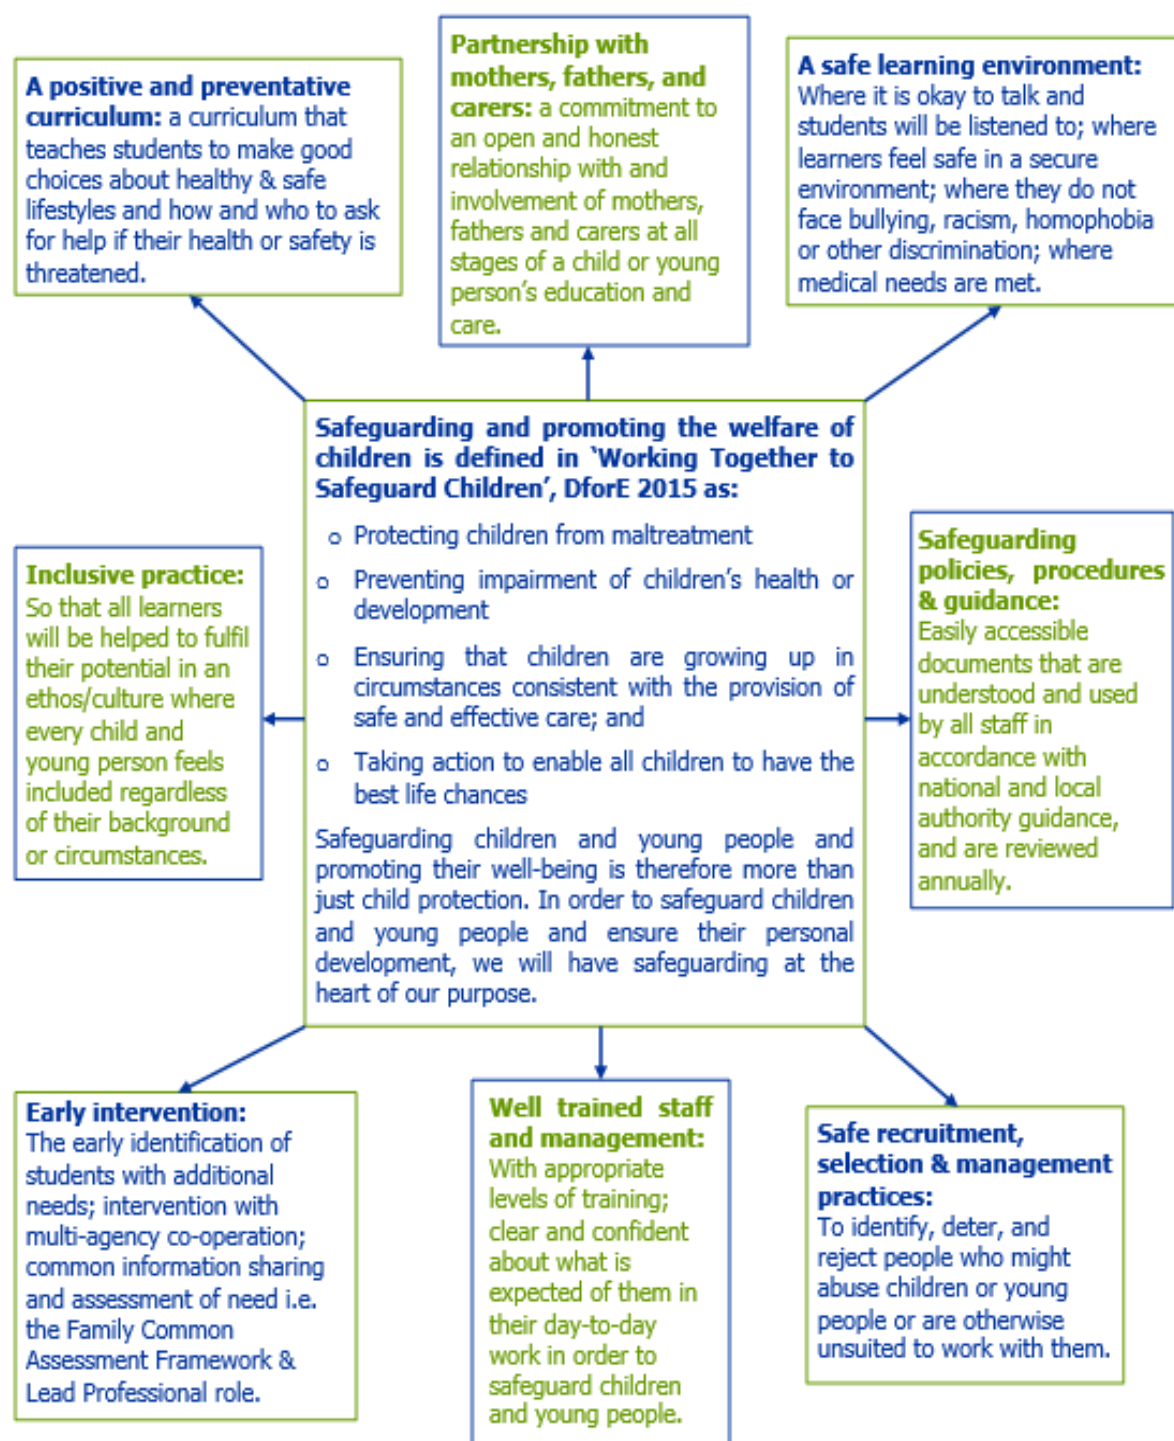 A positive and preventative
curriculum: a curriculum that
teaches students to make good
choices about healthy & safe
lifestyles and how and who to ask
for help if their health or safety is
threatened.
Partnership with
mothers, fathers, and
carers: a commitment to
an open and honest
relationship with and
involvement of mothers,
fathers and carers at all
stages of a child or young
person's education and
care.
A safe learning environment:
Where it is okay to talk and
students will be listened to; where
learners feel safe in a secure
environment; where they do not
face bullying, racism, homophobia
or other discrimination; where
medical needs are met.
Inclusive practice:
So that all learners
will be helped to fulfil
their potential in an
ethos/culture where
every child and
young person feels
included regardless
of their background
or circumstances.
Safeguarding and promoting the welfare of
children is defined in ‵Working Together to
Safeguard Children’, DforE 2015 as:
o Protecting children from maltreatment
o Preventing impairment of children’s health or
development
o Ensuring that children are growing up in
circumstances consistent with the provision of
safe and effective care; and
o Taking action to enable all children to have the
best life chances
Safeguarding children and young people and
promoting their well-being is therefore more than
just child protection. In order to safeguard children
and young people and ensure their personal
development, we will have safeguarding at the
heart of our purpose.
Safeguarding
policies, procedures
& guidance:
Easily accessible
documents that are
understood and used
by all staff in
accordance with
national and local
authority guidance,
and are reviewed
annually.
Early intervention:
The early identification of
students with additional
needs; intervention with
multi-agency co-operation;
common information sharing
and assessment of need i.e.
the Family Common
Assessment Framework &
Lead Professional role.
Well trained staff
and management:
With appropriate
levels of training;
clear and confident
about what is
expected of them in
their day-to-day
work in order to
safeguard children
and young people.
Safe recruitment,
selection & management
practices:
To identify, deter, and
reject people who might
abuse children or young
people or are otherwise
unsuited to work with them.